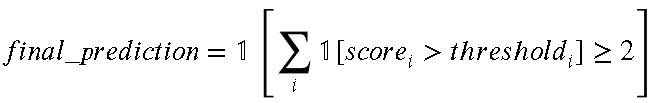 final_prediction = 𝟙 [ ∑_i 𝟙 [score_i > threshold_i] ≥ 2 ]